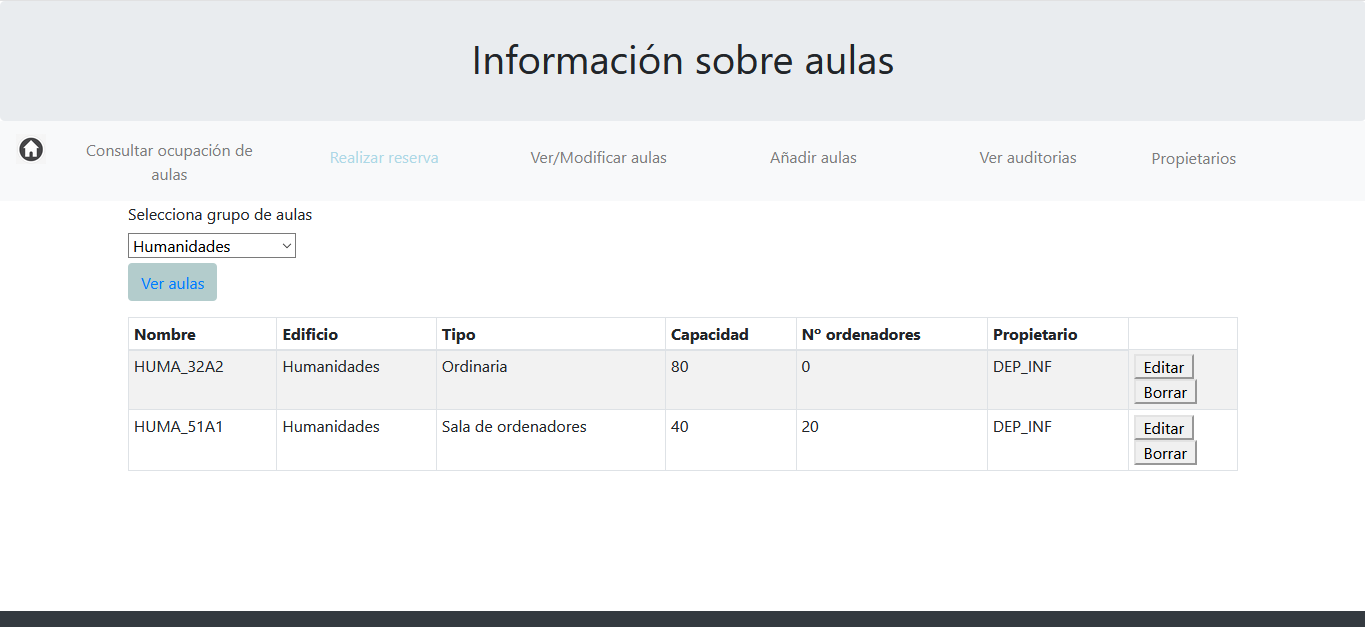 Información sobre aulas
Consultar ocupación de
aulas
Realizar reserva
Ver/Modificar aulas
Añadir aulas
Ver auditorias
Propietarios
Selecciona grupo de aulas
Humanidades
Ver aulas
Nombre Edificio Tipo Capacidad Nº ordenadores Propietario
HUMA_32A2 Humanidades Ordinaria 80 0 DEP_INF Editar
Borrar
HUMA_51A1 Humanidades Sala de ordenadores 40 20 DEP_INF Editar
Borrar